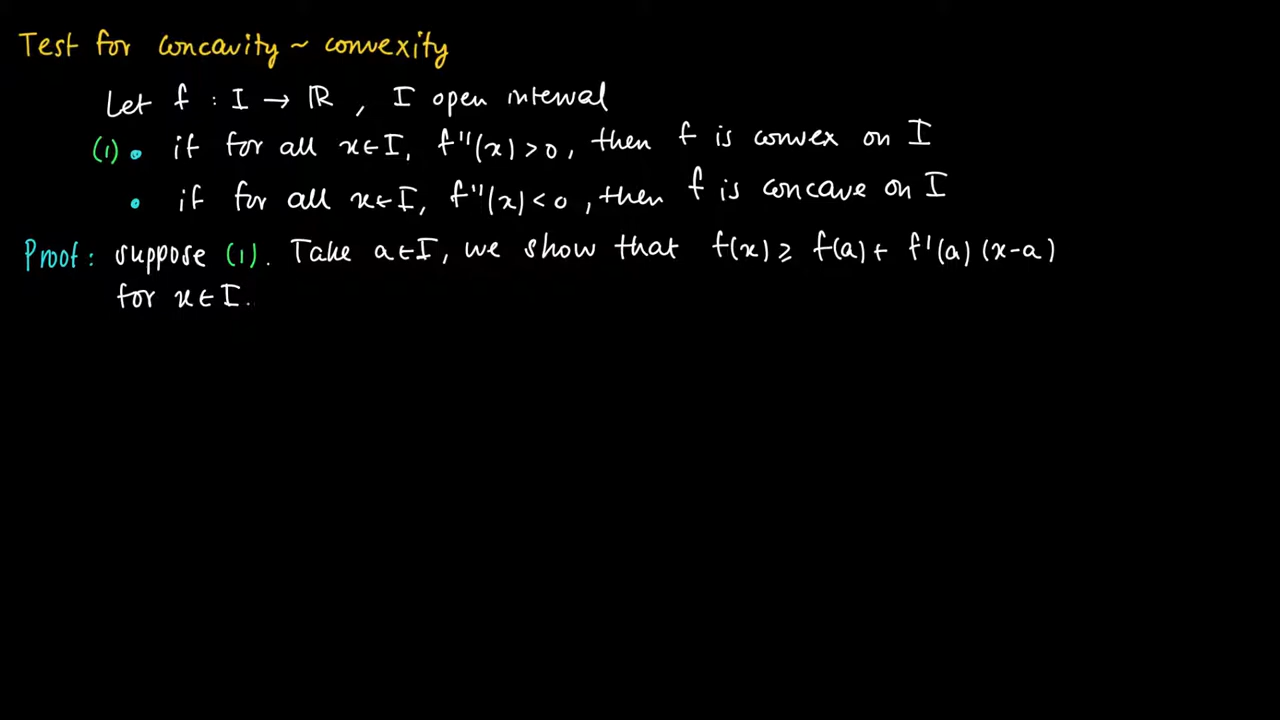 Test for concavity ~ convexity
Let f : I → ℝ , I open interval
(1) • if for all x∈I, f''(x)>0, then f is convex on I
• if for all x∈I, f''(x)<0, then f is concave on I
Proof: suppose (1). Take a∈I, we show that f(x) ⩾ f(a) + f'(a) (x-a)
for x∈I.